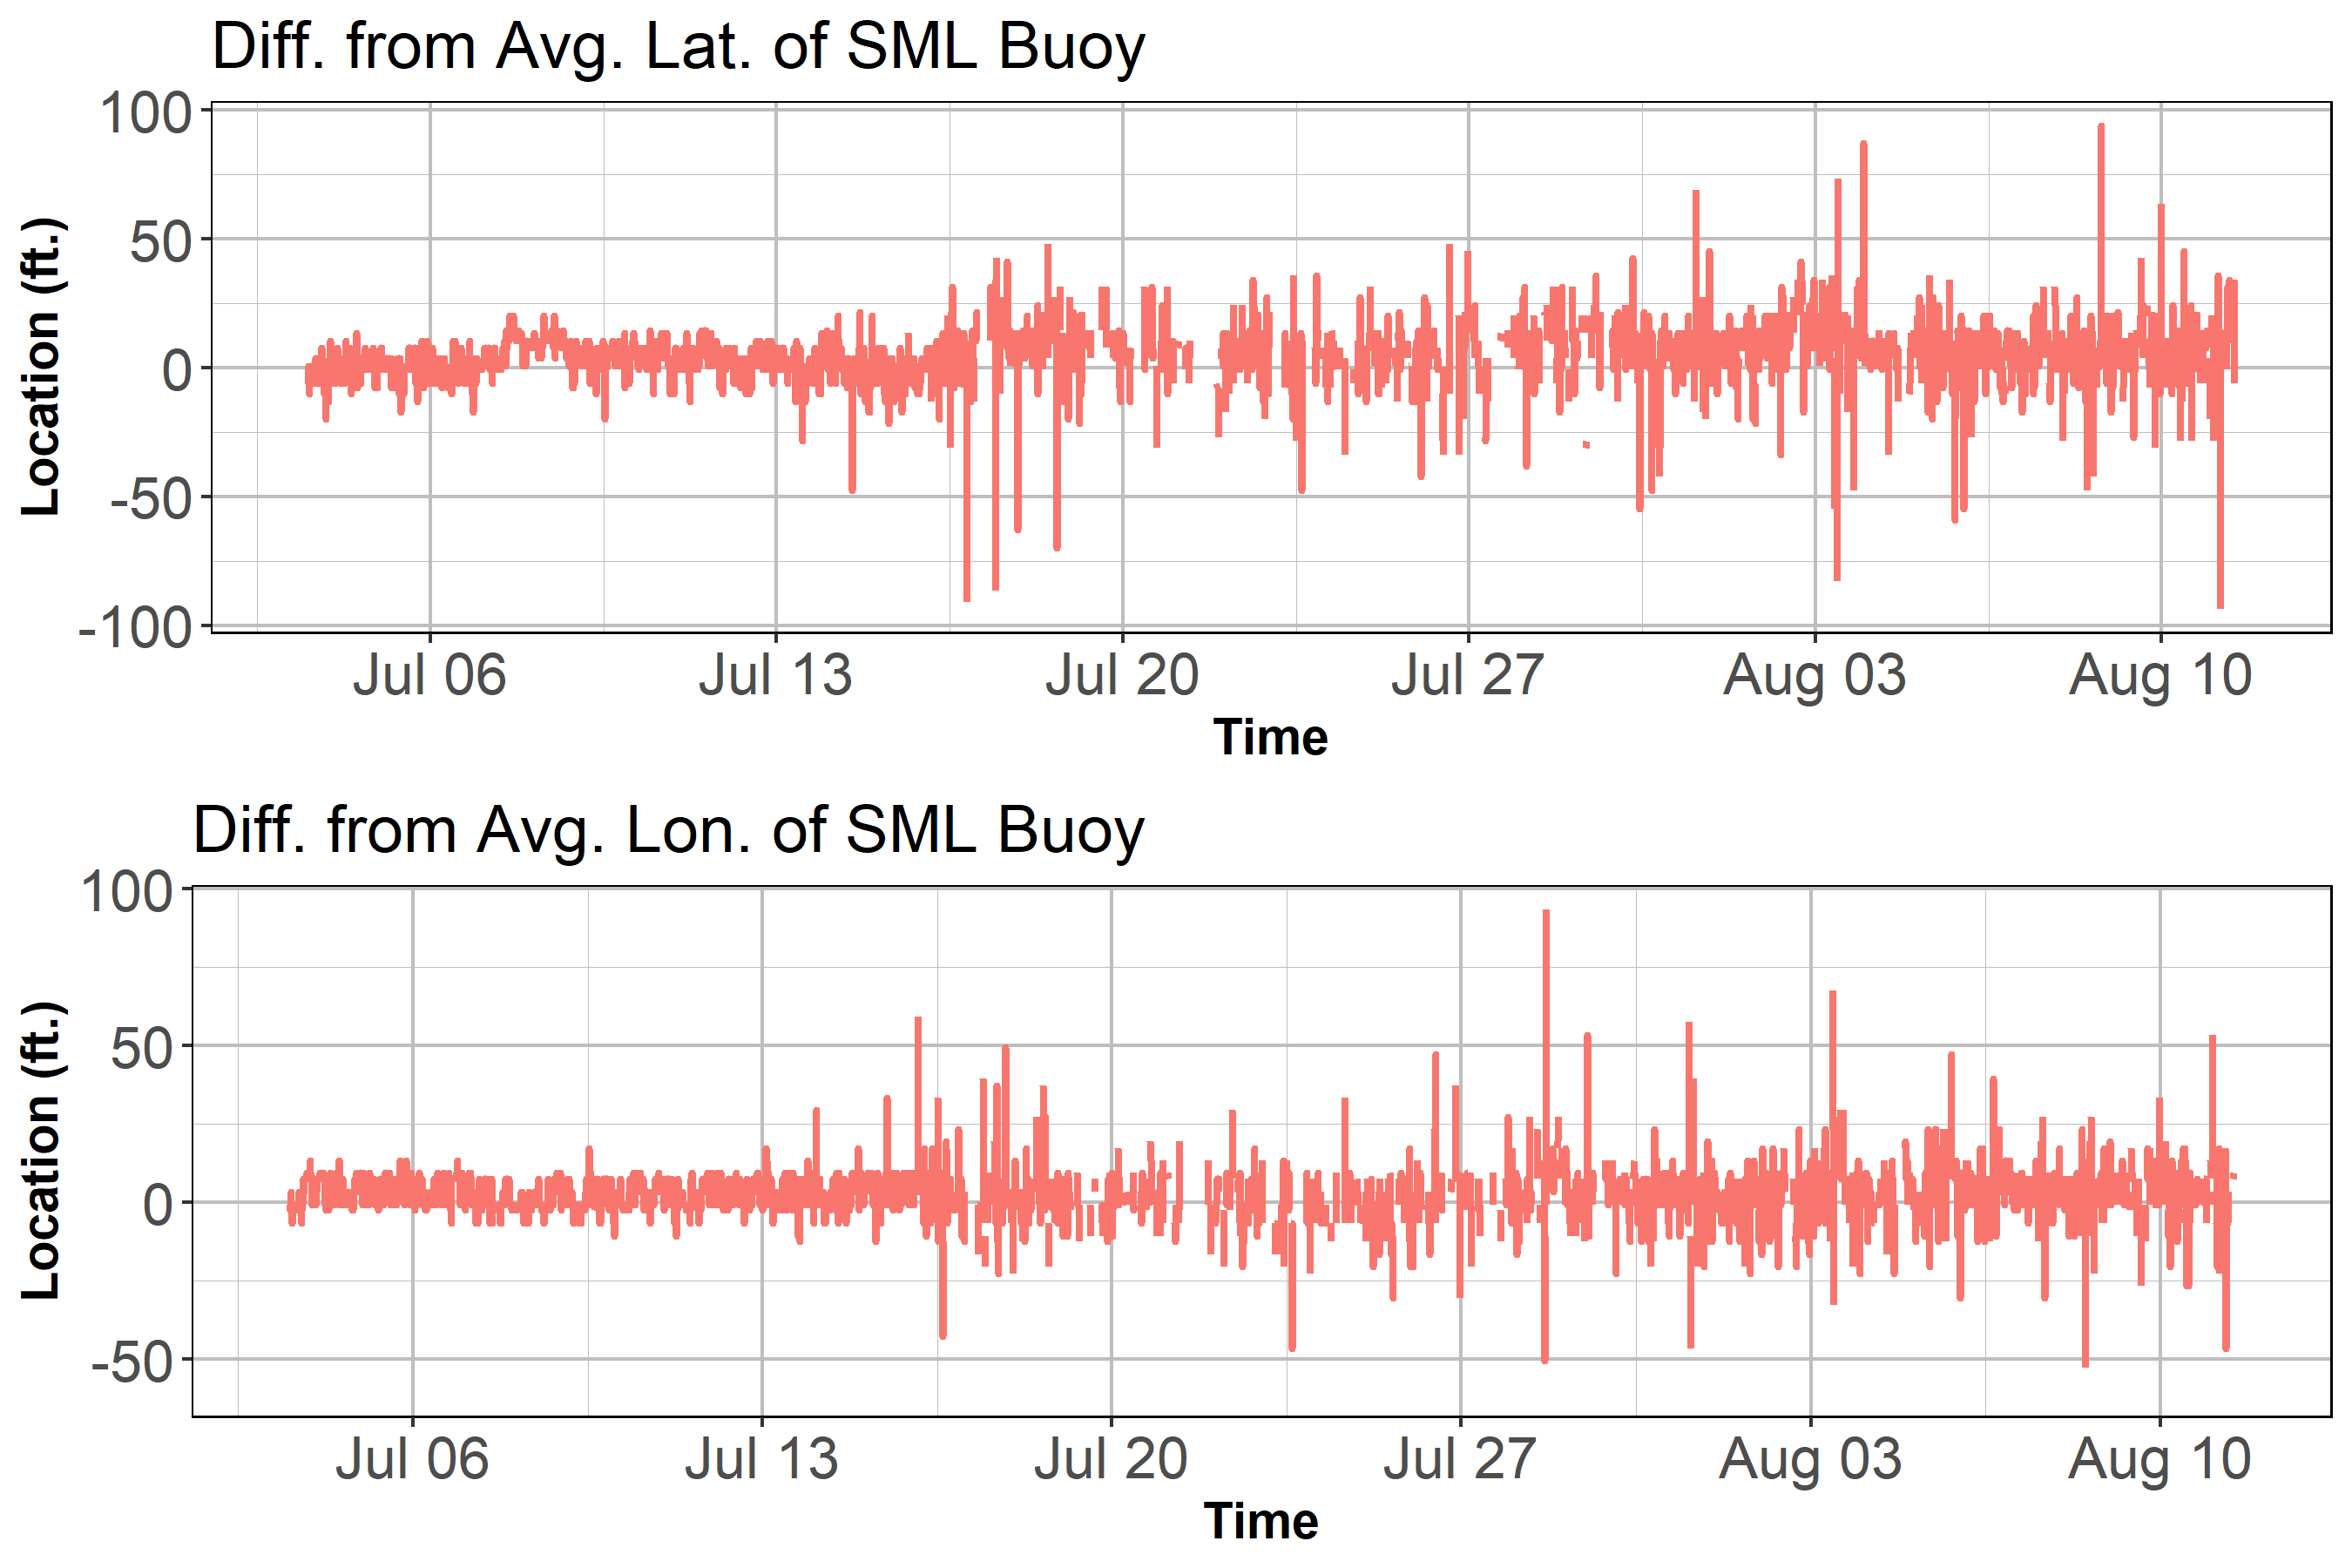 Diff. from Avg. Lat. of SML Buoy
100
50
0
-50
-100
Location (ft.)
Jul 06 Jul 13 Jul 20 Jul 27 Aug 03 Aug 10
Time
Diff. from Avg. Lon. of SML Buoy
100
50
0
-50
Location (ft.)
Jul 06 Jul 13 Jul 20 Jul 27 Aug 03 Aug 10
Time